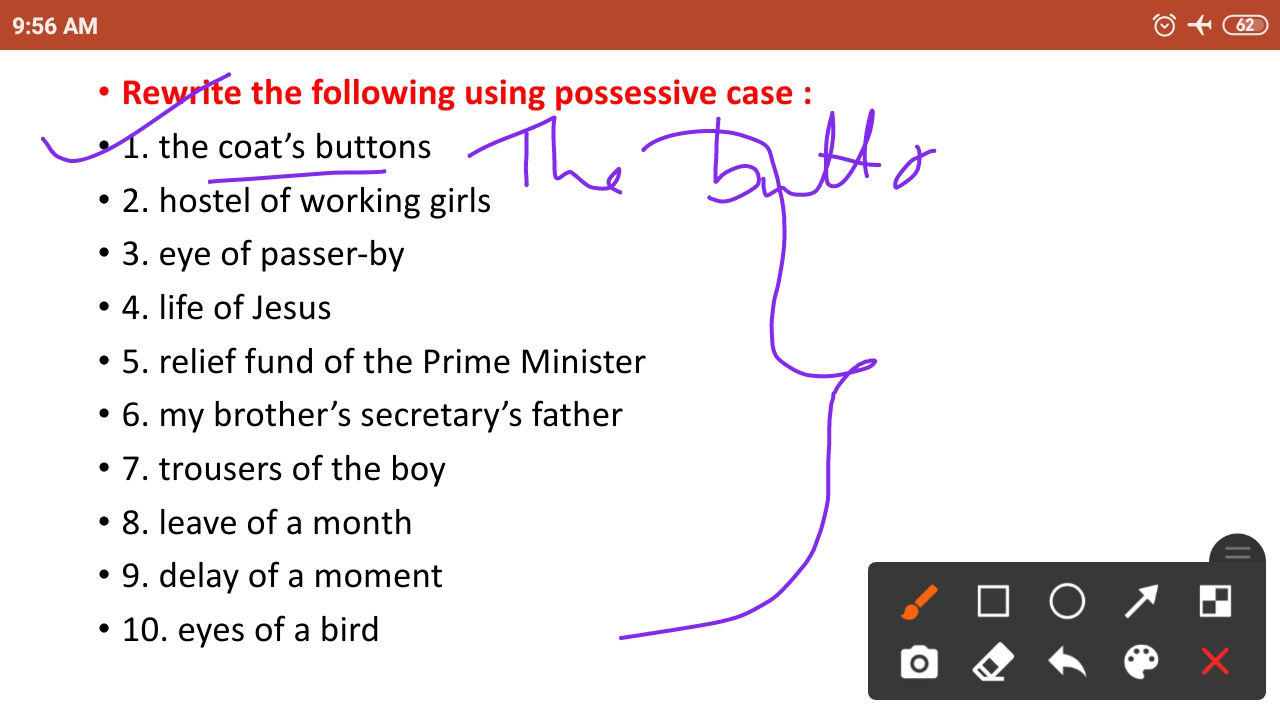 9:56 AM
62
• Rewrite the following using possessive case :
• 1. the coat's buttons The butto
• 2. hostel of working girls
• 3. eye of passer-by
• 4. life of Jesus
• 5. relief fund of the Prime Minister
• 6. my brother's secretary's father
• 7. trousers of the boy
• 8. leave of a month
• 9. delay of a moment
• 10. eyes of a bird